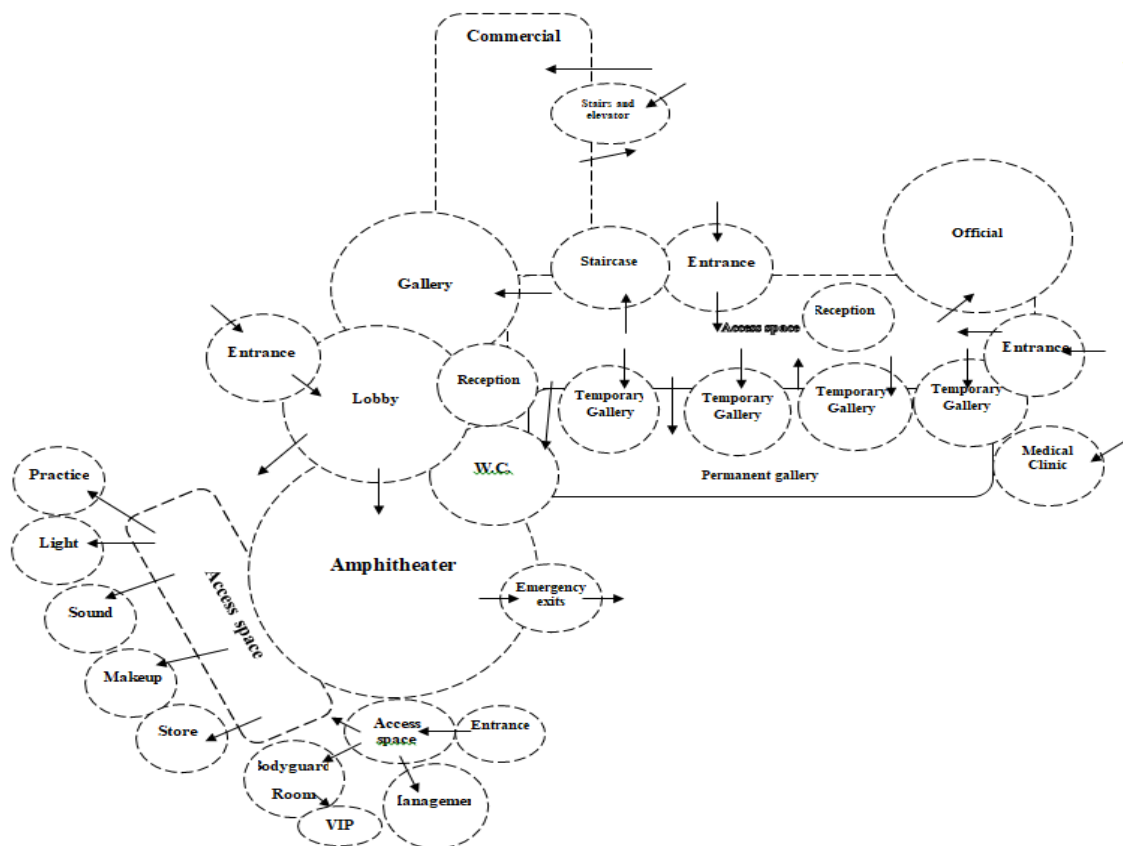 Commercial
Stairs and
elevator
Official
Staircase
Entrance
Gallery
Reception
Access space
Entrance
Entrance
Reception
Lobby
Temporary
Gallery
Temporary
Gallery
Temporary
Gallery
Temporary
Gallery
Medical
Clinic
W.C.
Permanent gallery
Practice
Light
Amphitheater
Emergency
exits
Access space
Sound
Makeup
Store
Access
space
Entrance
Bodyguard
Room
Managemen
VIP